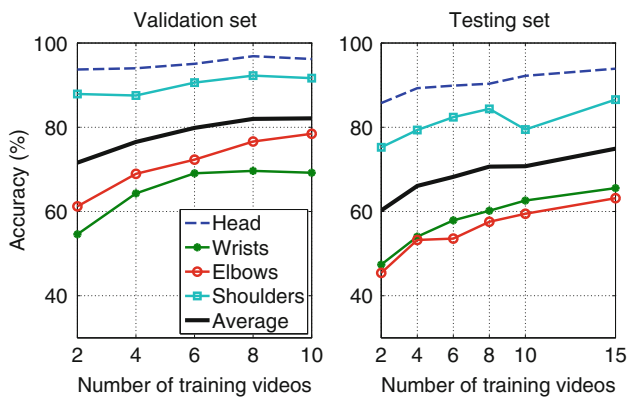 Validation set
Testing set
Accuracy (%)
100
80
60
40
2
4
6
8
10
Number of training videos
Head
Wrists
Elbows
Shoulders
Average
100
80
60
40
2
4
6
8
10
15
Number of training videos